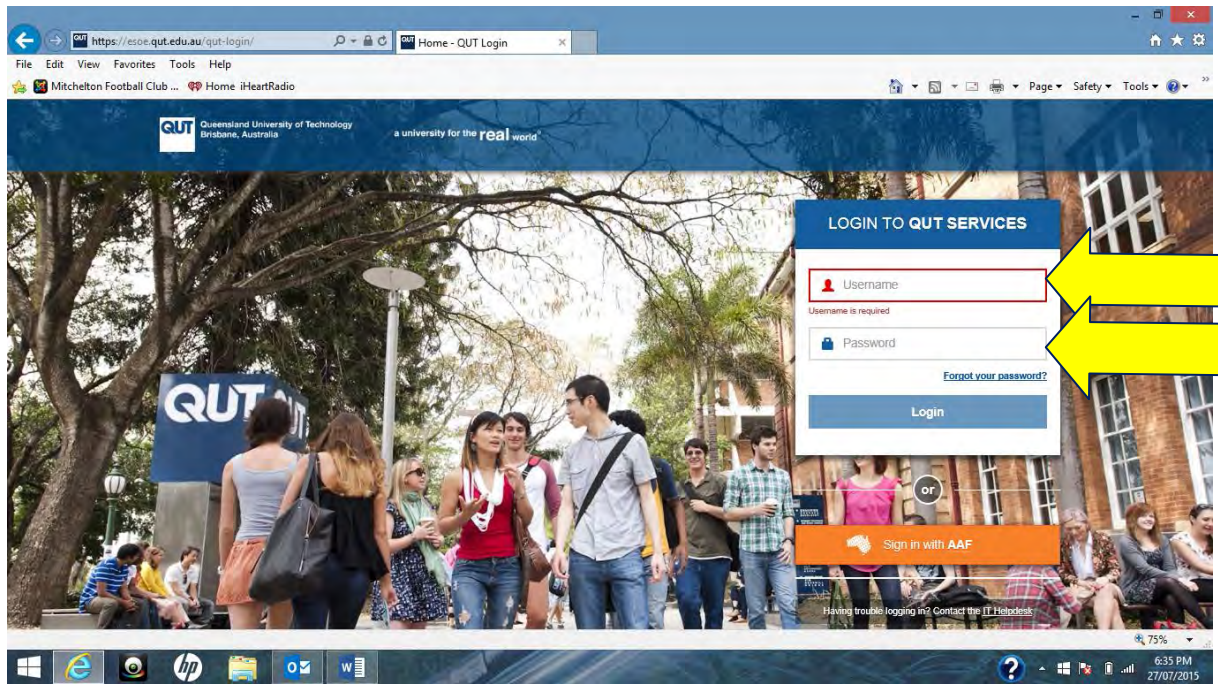 https://esoe.qut.edu.au/qut-login/
QUT Home - QUT Login
File Edit View Favorites Tools Help
Mitchelton Football Club ... Home iHeartRadio
Page Safety Tools
QUT Queensland University of Technology
Brisbane, Australia
a university for the real world
LOGIN TO QUT SERVICES
Username
Username is required
Password
Forgot your password?
Login
or
Sign in with AAF
Having trouble logging in? Contact the IT Helpdesk
QUT
QUT
75%
hp
6:35 PM
27/07/2015